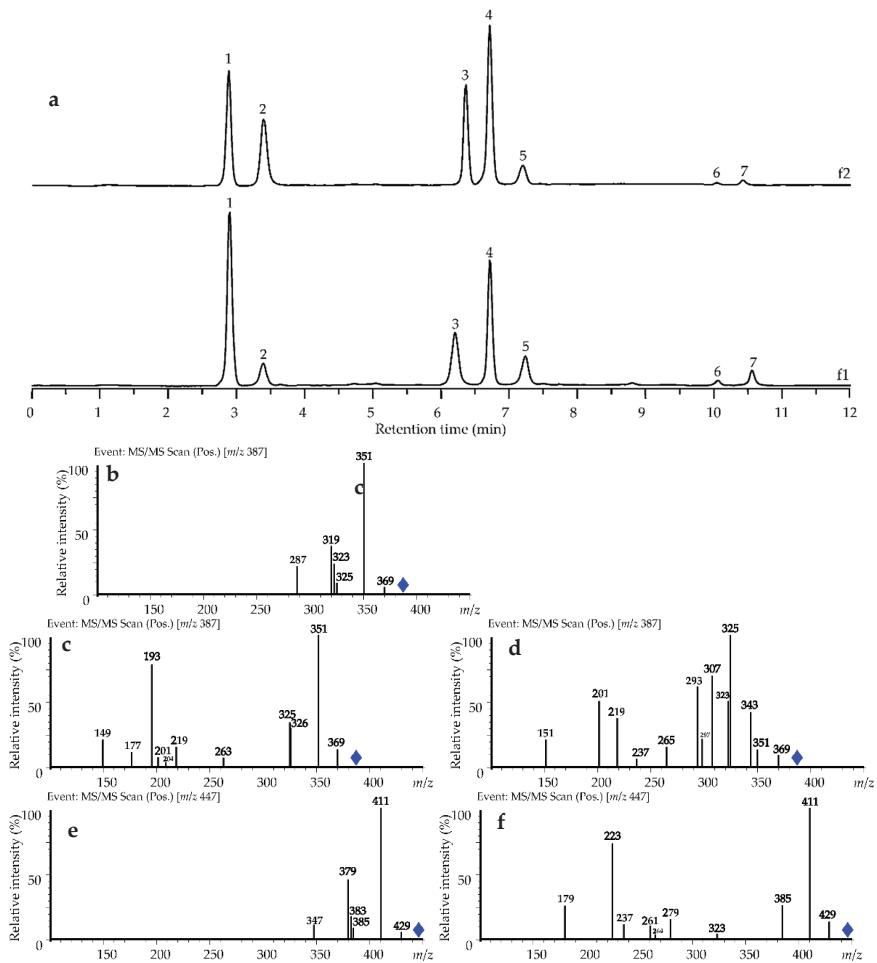 a
1
2
3
4
5
6
7
f2
1
2
3
4
5
6
7
f1
0 1 2 3 4 5 6 7 8 9 10 11 12
Retention time (min)
Event: MS/MS Scan (Pos.) [m/z 387]
b
c
Relative intensity (%)
100
50
0
287
319
323
325
351
369
150 200 250 300 350 400 m/z
Event: MS/MS Scan (Pos.) [m/z 387]
c
Relative intensity (%)
100
50
0
149
177
193
201
204
219
263
325
326
351
369
150 200 250 300 350 400 m/z
Event: MS/MS Scan (Pos.) [m/z 387]
d
Relative intensity (%)
100
50
0
151
201
219
237
265
293
297
307
323
325
343
351
369
150 200 250 300 350 400 m/z
Event: MS/MS Scan (Pos.) [m/z 447]
e
Relative intensity (%)
100
50
0
347
379
383
385
411
429
150 200 250 300 350 400 m/z
Event: MS/MS Scan (Pos.) [m/z 447]
f
Relative intensity (%)
100
50
0
179
223
237
261
279
323
385
411
429
150 200 250 300 350 400 m/z